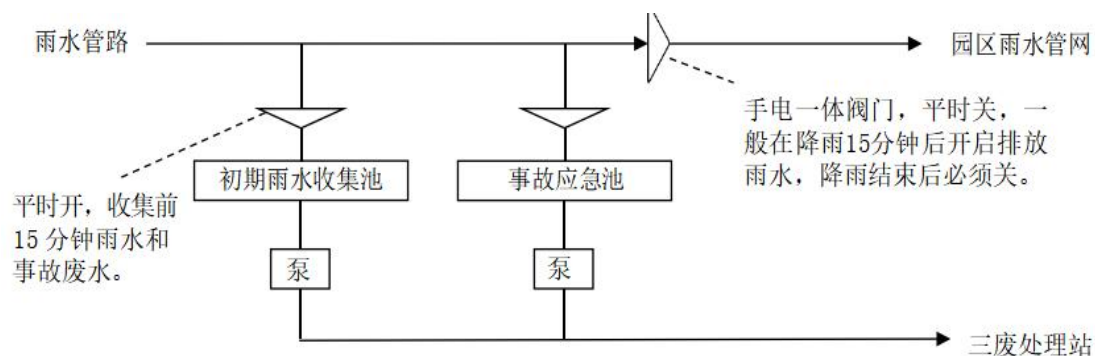 雨水管路
园区雨水管网
手电一体阀门，平时关，一
般在降雨15分钟后开启排放
雨水，降雨结束后必须关。
初期雨水收集池
事故应急池
平时开，收集前
15 分钟雨水和
事故废水。
泵
泵
三废处理站